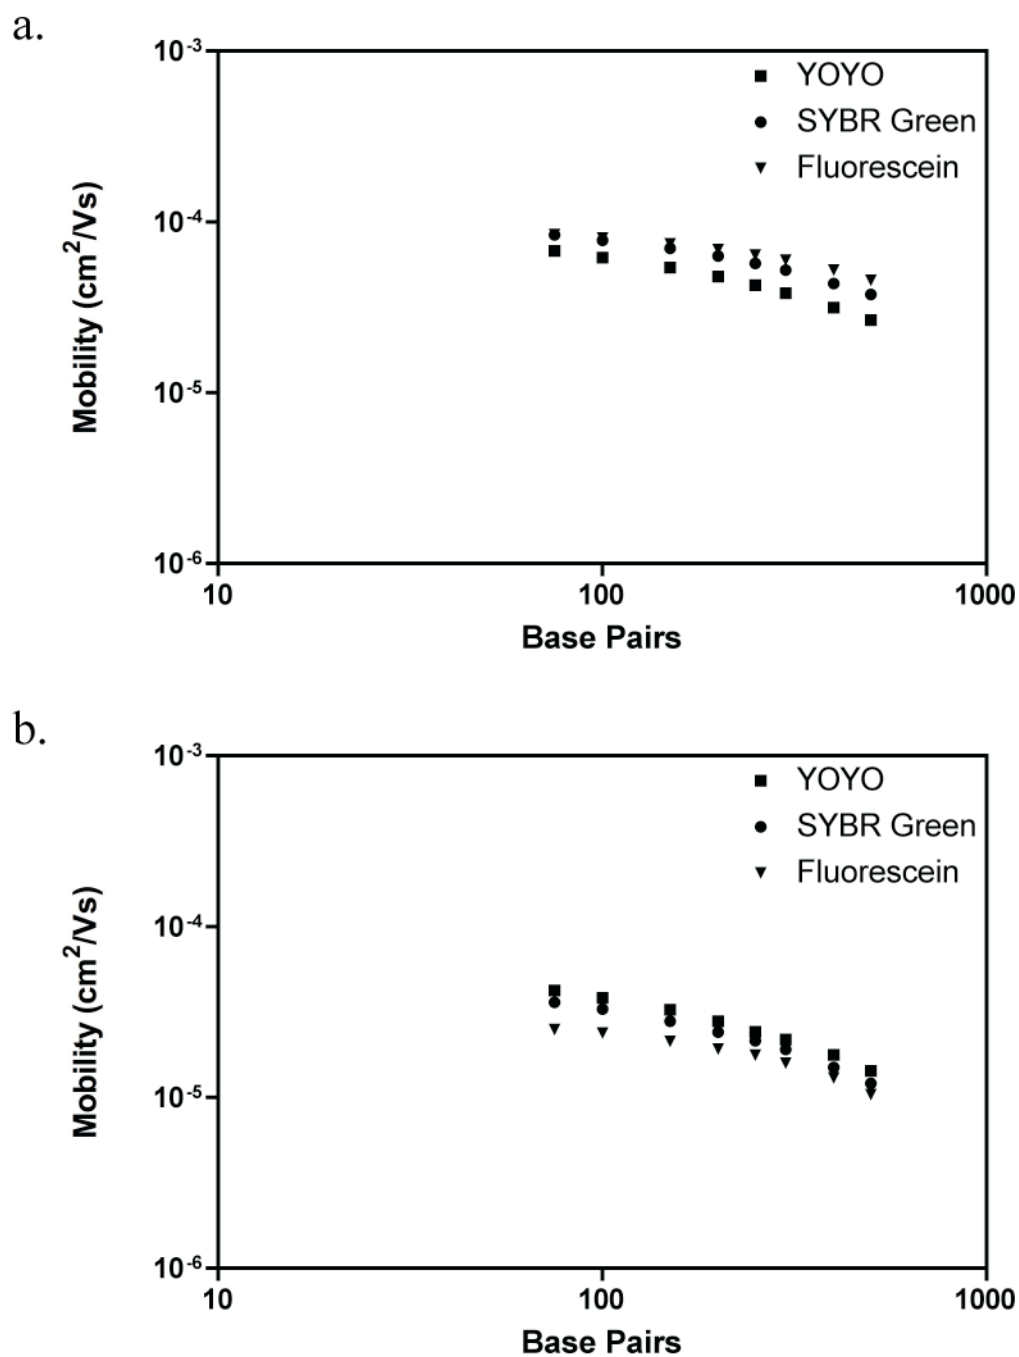 a.
10-3
YOYO
SYBR Green
Fluorescein
10-4
Mobility (cm2/Vs)
10-5
10-6
10 100 1000
Base Pairs
b.
10-3
YOYO
SYBR Green
Fluorescein
10-4
Mobility (cm2/Vs)
10-5
10-6
10 100 1000
Base Pairs